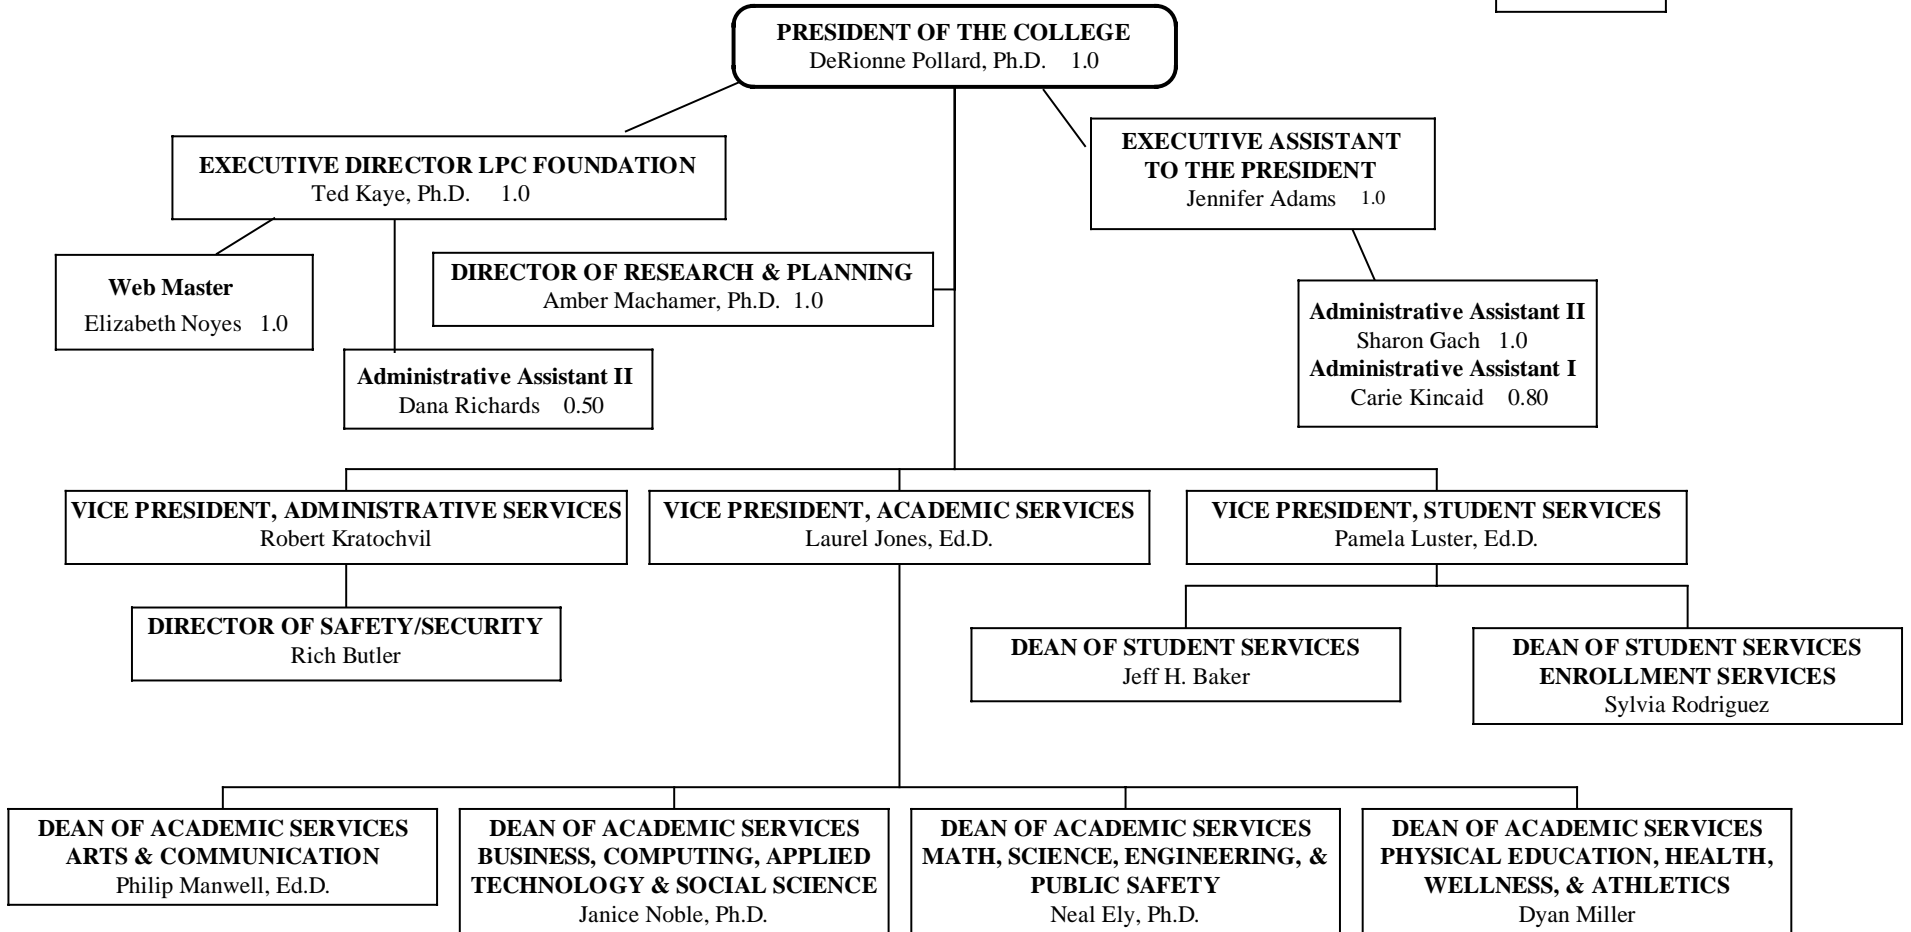 PRESIDENT OF THE COLLEGE
DeRionne Pollard, Ph.D. 1.0
EXECUTIVE DIRECTOR LPC FOUNDATION
Ted Kaye, Ph.D. 1.0
EXECUTIVE ASSISTANT
TO THE PRESIDENT
Jennifer Adams 1.0
Web Master
Elizabeth Noyes 1.0
DIRECTOR OF RESEARCH & PLANNING
Amber Machamer, Ph.D. 1.0
Administrative Assistant II
Dana Richards 0.50
Administrative Assistant II
Sharon Gach 1.0
Administrative Assistant I
Carie Kincaid 0.80
VICE PRESIDENT, ADMINISTRATIVE SERVICES
Robert Kratochvil
VICE PRESIDENT, ACADEMIC SERVICES
Laurel Jones, Ed.D.
VICE PRESIDENT, STUDENT SERVICES
Pamela Luster, Ed.D.
DIRECTOR OF SAFETY/SECURITY
Rich Butler
DEAN OF STUDENT SERVICES
Jeff H. Baker
DEAN OF STUDENT SERVICES
ENROLLMENT SERVICES
Sylvia Rodriguez
DEAN OF ACADEMIC SERVICES
ARTS & COMMUNICATION
Philip Manwell, Ed.D.
DEAN OF ACADEMIC SERVICES
BUSINESS, COMPUTING, APPLIED
TECHNOLOGY & SOCIAL SCIENCE
Janice Noble, Ph.D.
DEAN OF ACADEMIC SERVICES
MATH, SCIENCE, ENGINEERING, &
PUBLIC SAFETY
Neal Ely, Ph.D.
DEAN OF ACADEMIC SERVICES
PHYSICAL EDUCATION, HEALTH,
WELLNESS, & ATHLETICS
Dyan Miller